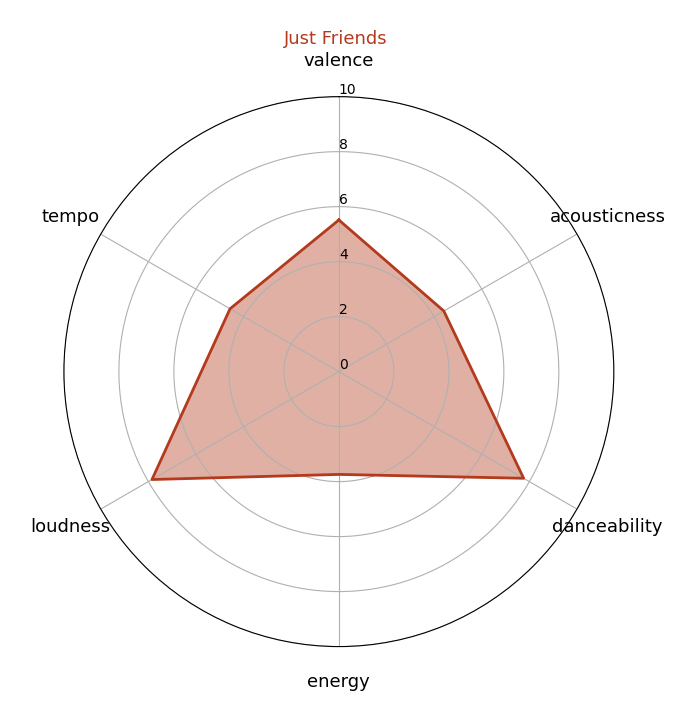 Just Friends
valence
10
8
6
4
2
0
tempo
acousticness
loudness
danceability
energy